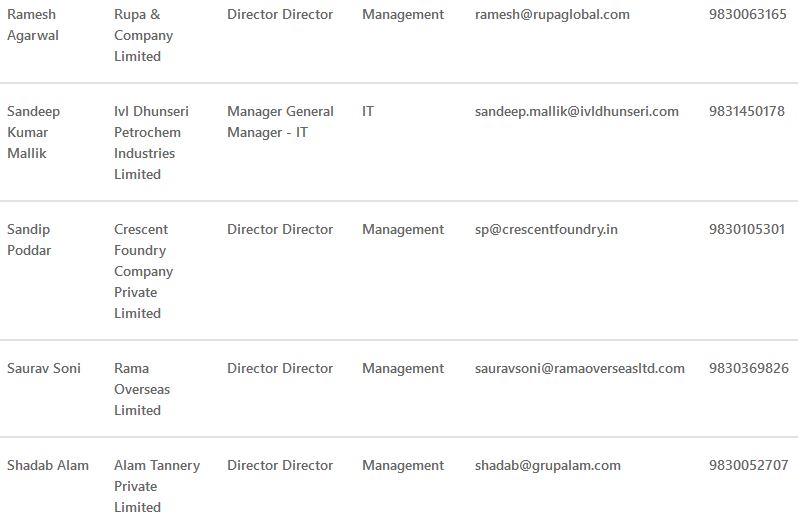 Ramesh Agarwal Rupa & Company Limited Director Director Management ramesh@rupaglobal.com 9830063165
Sandeep Kumar Mallik Ivl Dhunseri Petrochem Industries Limited Manager General Manager - IT IT sandeep.mallik@ivldhunseri.com 9831450178
Sandip Poddar Crescent Foundry Company Private Limited Director Director Management sp@crescentfoundry.in 9830105301
Saurav Soni Rama Overseas Limited Director Director Management sauravsoni@ramaoverseasltd.com 9830369826
Shadab Alam Alam Tannery Private Limited Director Director Management shadab@grupalam.com 9830052707